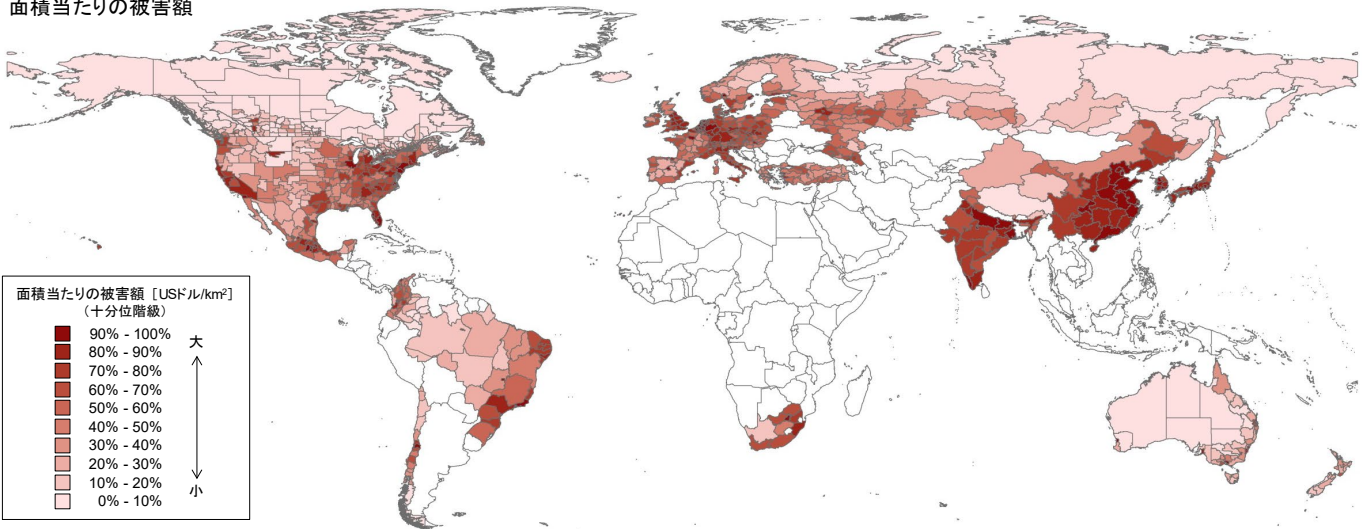 面積当たりの被害額
面積当たりの被害額 [USドル/km²]
（十分位階級）
90% - 100%
大
80% - 90%
70% - 80%
60% - 70%
50% - 60%
40% - 50%
30% - 40%
20% - 30%
10% - 20%
小
0% - 10%